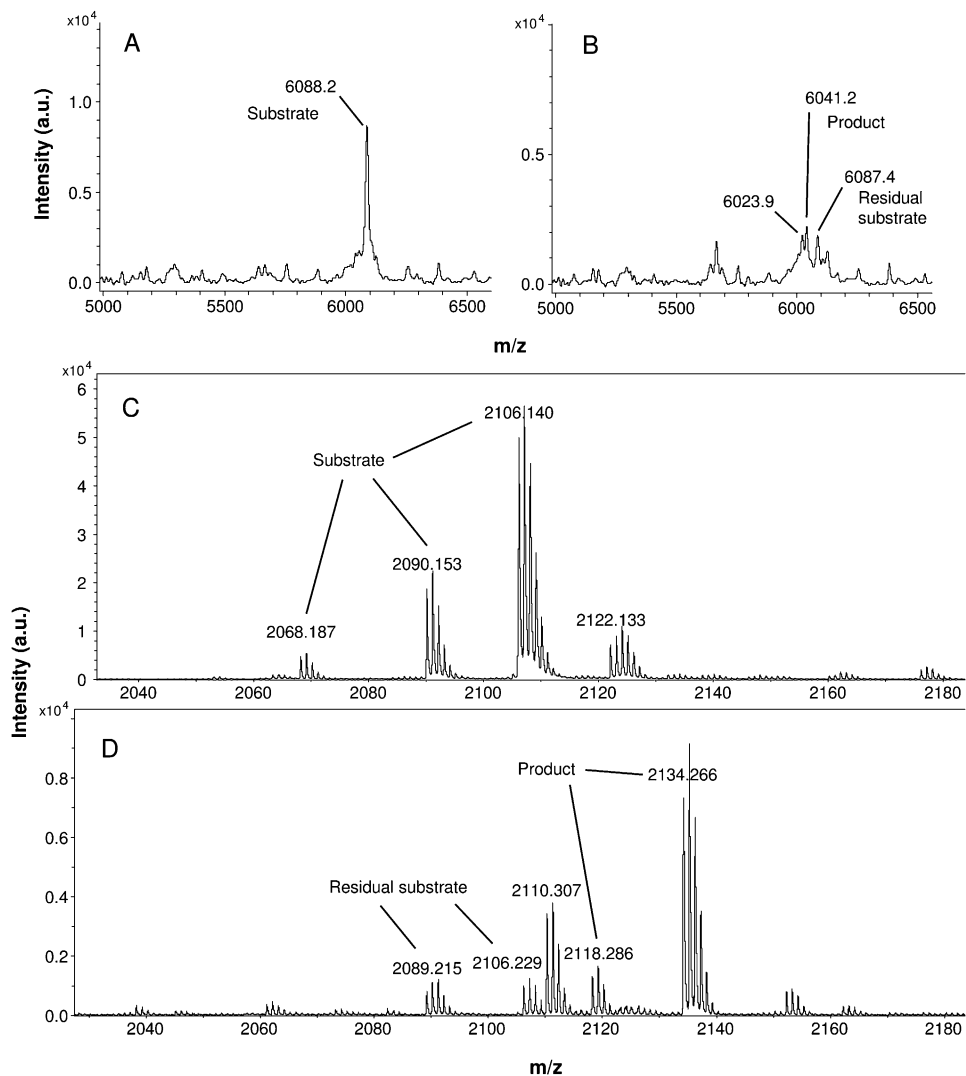 x10⁴
A
6088.2
Substrate
1.0
0.5
0.0
5000 5500 6000 6500
Intensity (a.u.)
x10⁴
B
6041.2
Product
6087.4
6023.9
Residual
substrate
0.5
0.0
5000 5500 6000 6500
m/z
x10⁴
C
6
5
4
3
2
1
0
2106.140
Substrate
2090.153
2068.187
2122.133
2040 2060 2080 2100 2120 2140 2160 2180
Intensity (a.u.)
x10⁴
D
0.8
0.6
0.4
0.2
0.0
Product
2134.266
Residual substrate
2110.307
2118.286
2106.229
2089.215
2040 2060 2080 2100 2120 2140 2160 2180
m/z